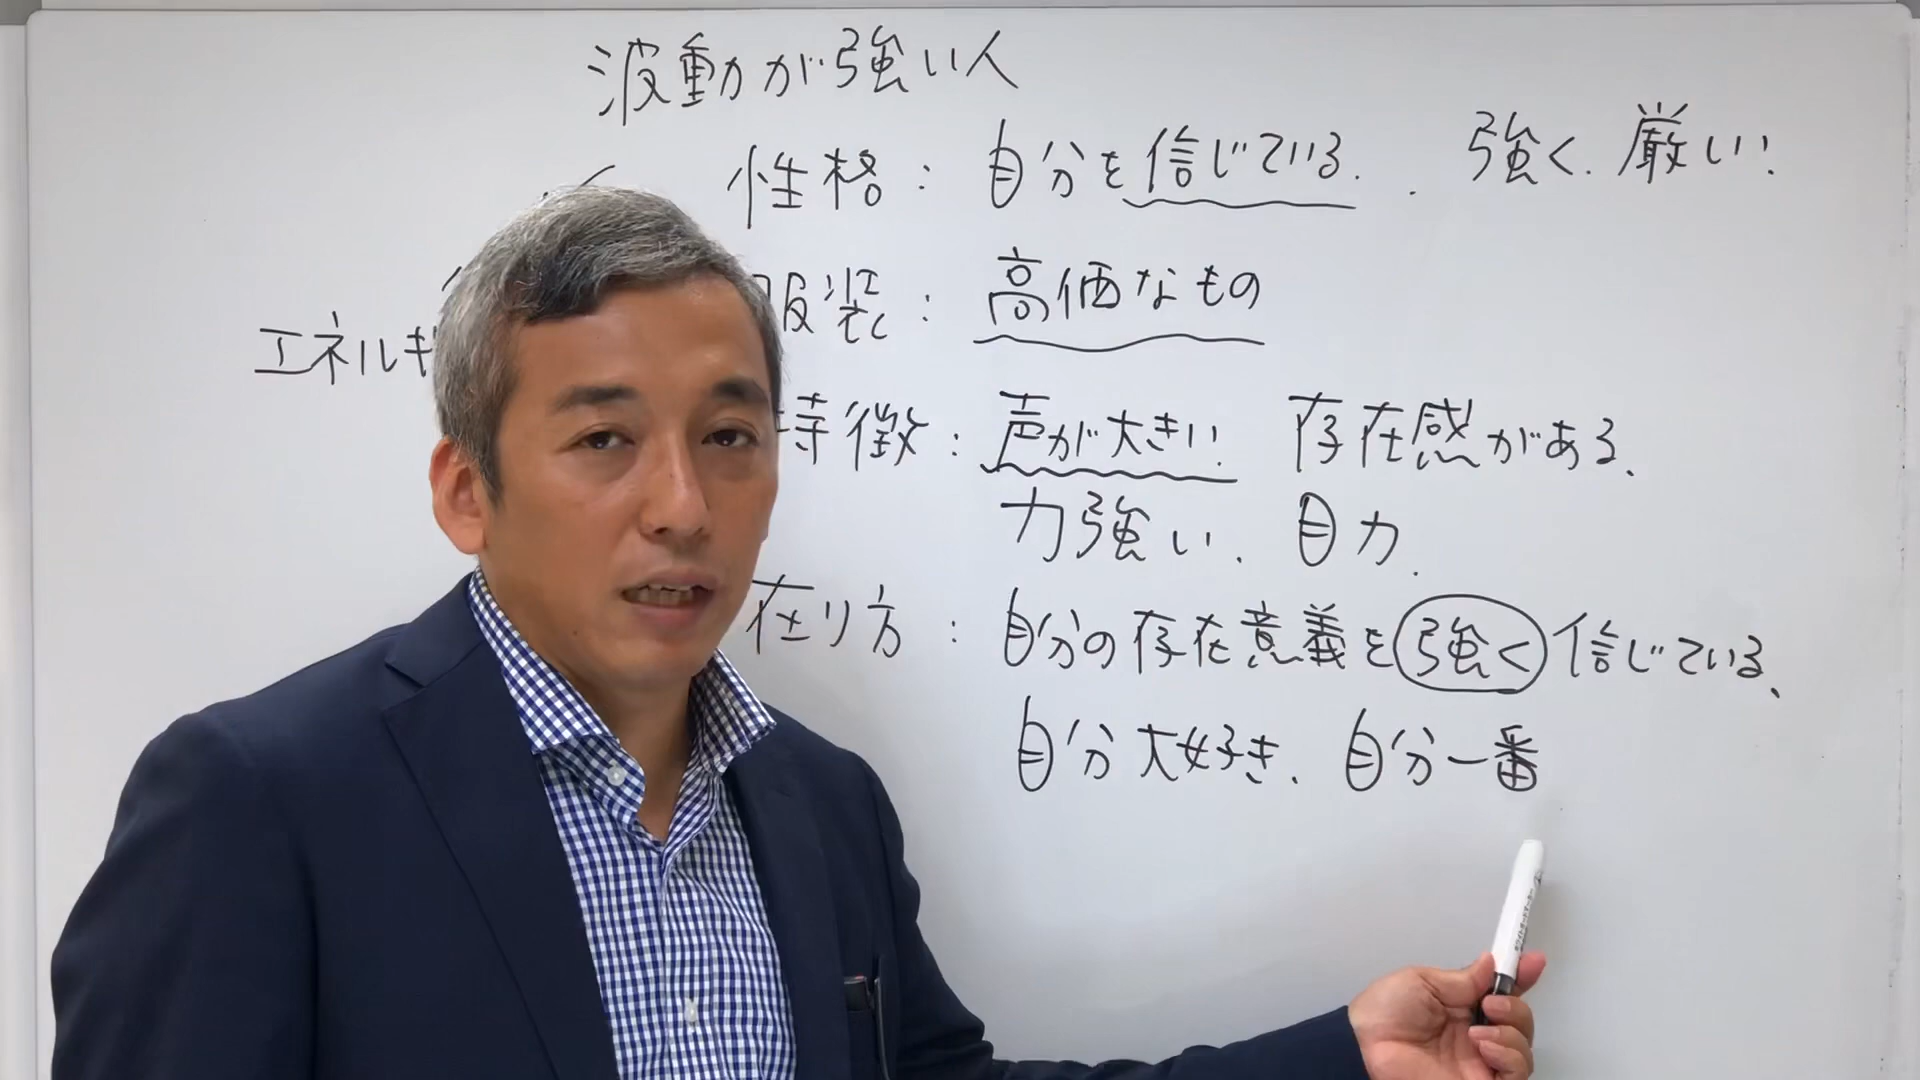 波動が強い人
性格: 自分を信じている. . 強く. 厳しい.
服装: 高価なもの
エネルギ
特徴: 声が大きい. 存在感がある、
力強い、目力.
在り方: 自分の存在意義を強く信じている、
自分大好き、自分一番